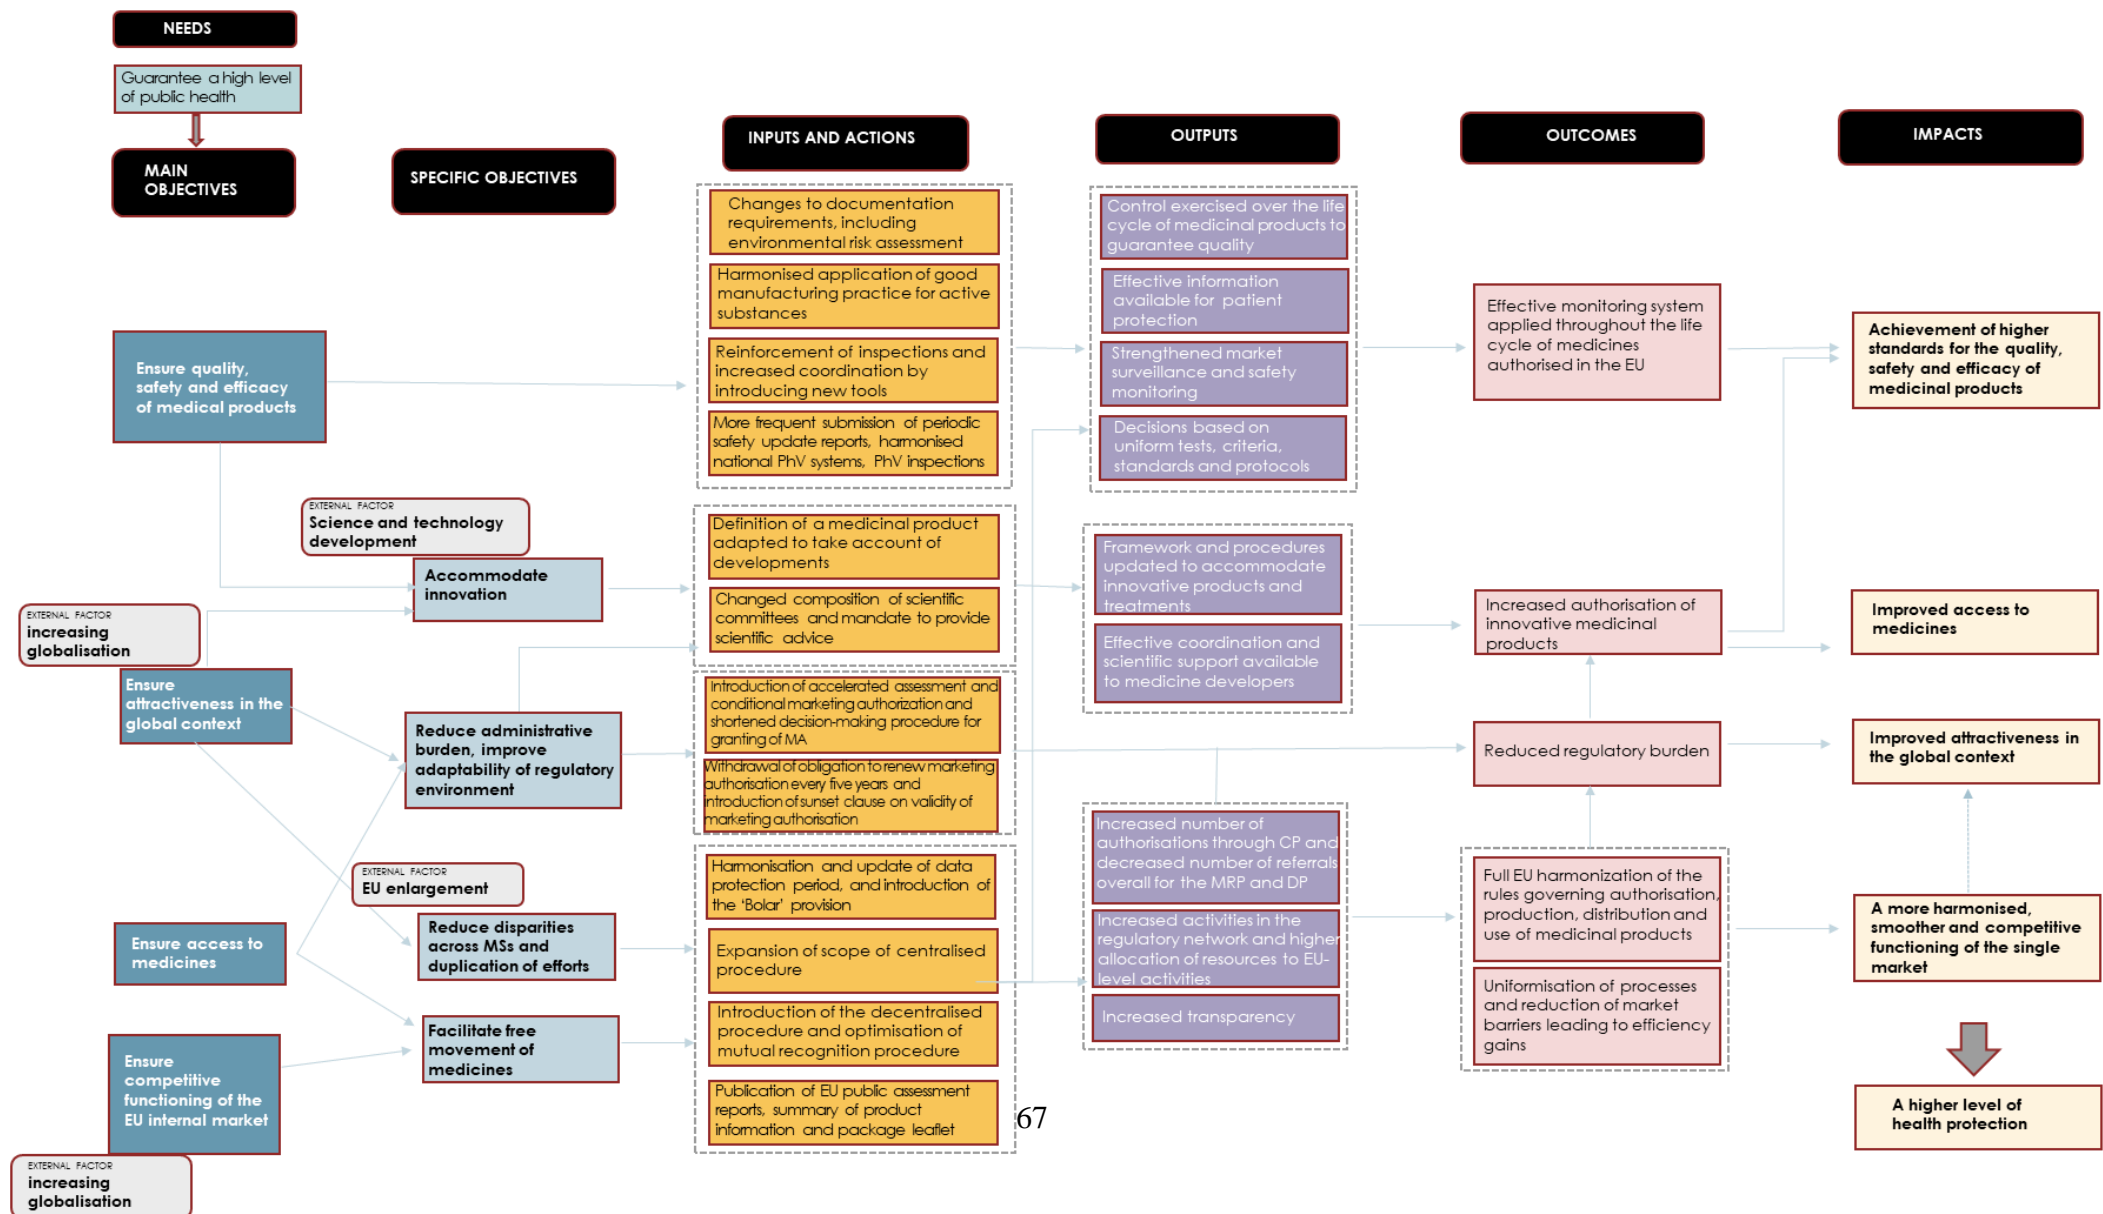 NEEDS
Guarantee a high level
of public health
MAIN
OBJECTIVES
SPECIFIC OBJECTIVES
INPUTS AND ACTIONS
OUTPUTS
OUTCOMES
IMPACTS
Ensure quality,
safety and efficacy
of medical products
EXTERNAL FACTOR
increasing
globalisation
Ensure
attractiveness in the
global context
Ensure access to
medicines
Ensure
competitive
functioning of the
EU internal market
EXTERNAL FACTOR
increasing
globalisation
EXTERNAL FACTOR
Science and technology
development
Accommodate
innovation
Reduce administrative
burden, improve
adaptability of regulatory
environment
EXTERNAL FACTOR
EU enlargement
Reduce disparities
across MSs and
duplication of efforts
Facilitate free
movement of
medicines
Changes to documentation
requirements, including
environmental risk assessment
Harmonised application of good
manufacturing practice for active
substances
Reinforcement of inspections and
increased coordination by
introducing new tools
More frequent submission of periodic
safety update reports, harmonised
national PhV systems, PhV inspections
Definition of a medicinal product
adapted to take account of
developments
Changed composition of scientific
committees and mandate to provide
scientific advice
Introduction of accelerated assessment and
conditional marketing authorization and
shortened decision-making procedure for
granting of MA
Withdrawal of obligation to renew marketing
authorisation every five years and
introduction of sunset clause on validity of
marketing authorisation
Harmonisation and update of data
protection period, and introduction of
the 'Bolar' provision
Expansion of scope of centralised
procedure
Introduction of the decentralised
procedure and optimisation of
mutual recognition procedure
Publication of EU public assessment
reports, summary of product
information and package leaflet
67
Control exercised over the life
cycle of medicinal products to
guarantee quality
Effective information
available for patient
protection
Strengthened market
surveillance and safety
monitoring
Decisions based on
uniform tests, criteria,
standards and protocols
Framework and procedures
updated to accommodate
innovative products and
treatments
Effective coordination and
scientific support available
to medicine developers
Increased number of
authorisations through CP and
decreased number of referrals
overall for the MRP and DP
Increased activities in the
regulatory network and higher
allocation of resources to EU-
level activities
Increased transparency
Effective monitoring system
applied throughout the life
cycle of medicines
authorised in the EU
Increased authorisation of
innovative medicinal
products
Reduced regulatory burden
Full EU harmonization of the
rules governing authorisation,
production, distribution and
use of medicinal products
Uniformisation of processes
and reduction of market
barriers leading to efficiency
gains
Achievement of higher
standards for the quality,
safety and efficacy of
medicinal products
Improved access to
medicines
Improved attractiveness in
the global context
A more harmonised,
smoother and competitive
functioning of the single
market
A higher level of
health protection